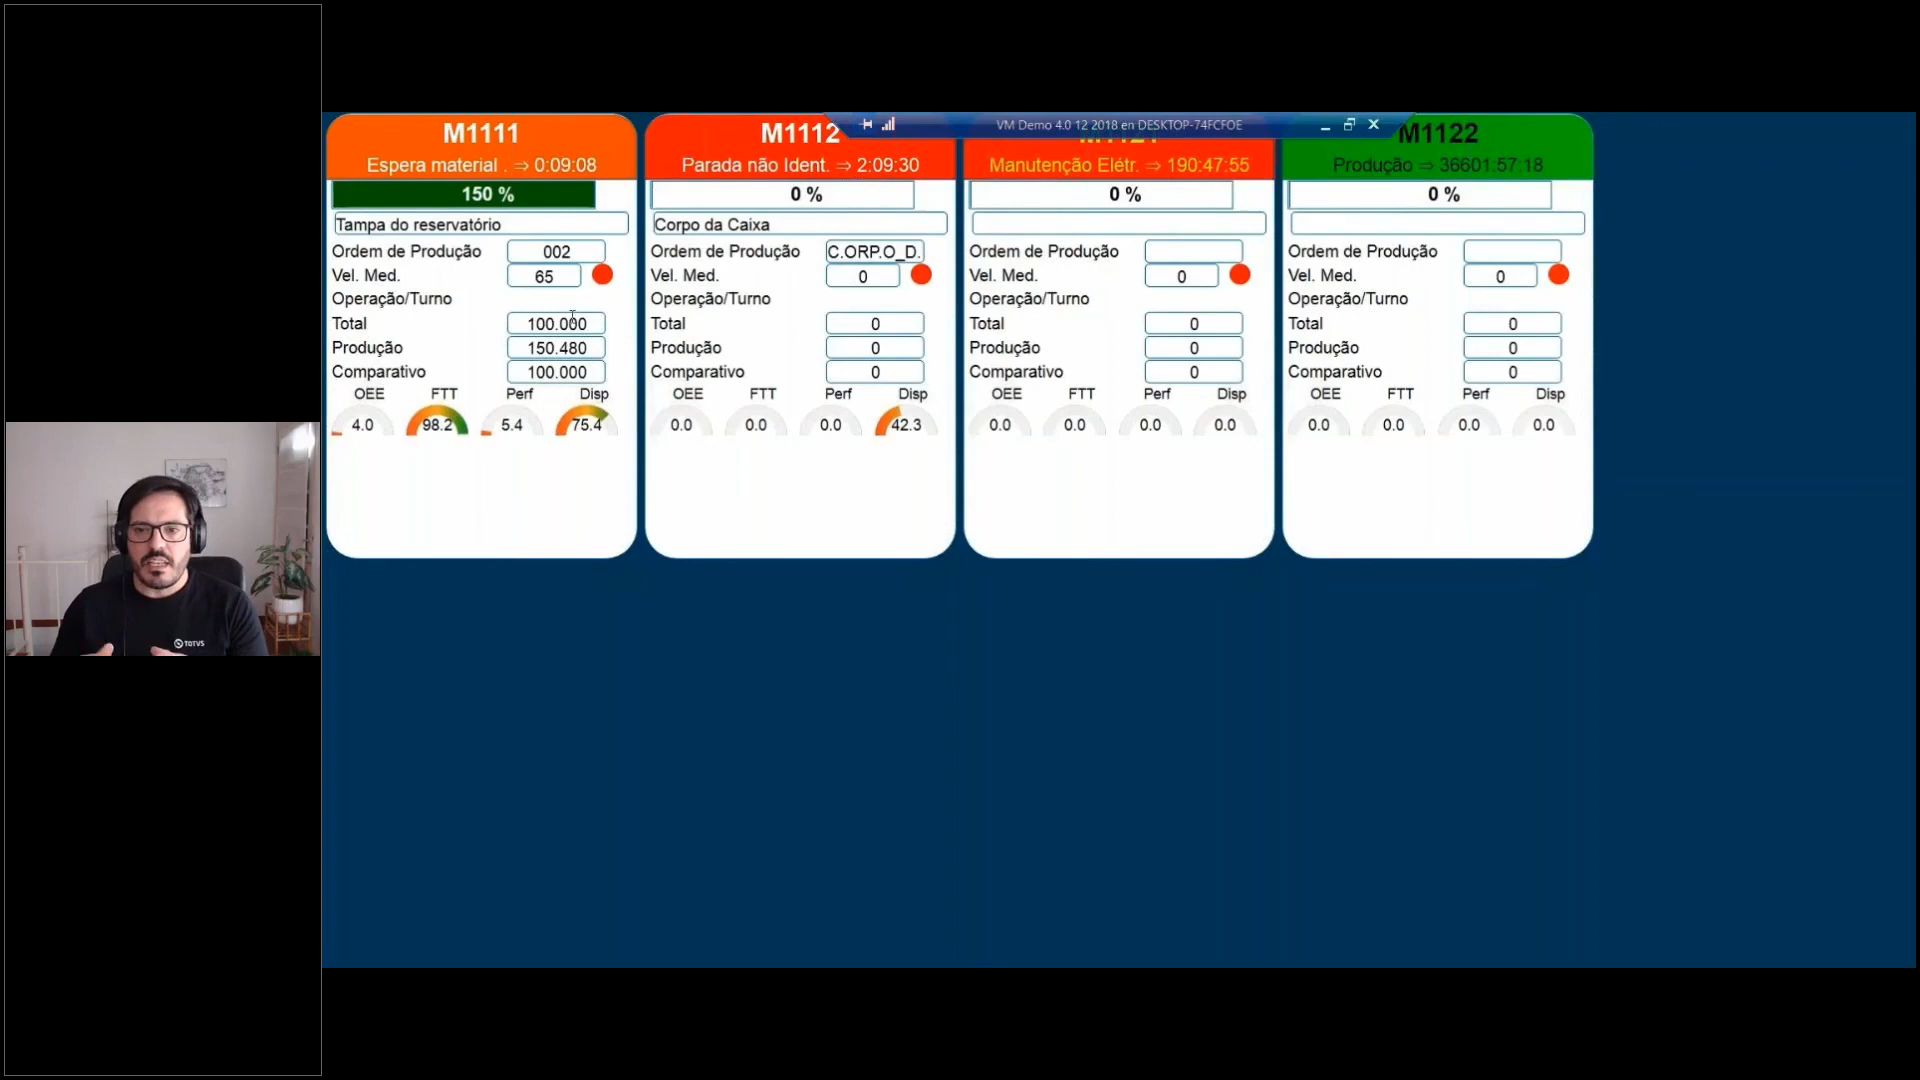 VM Demo 4.0 12 2018 en DESKTOP-74FCFOE
M1111
Espera material . ⇒ 0:09:08
150 %
Tampa do reservatório
Ordem de Produção 002
Vel. Med. 65
Operação/Turno
Total 100.000
Produção 150.480
Comparativo 100.000
OEE FTT Perf Disp
4.0 98.2 5.4 75.4
M1112
Parada não Ident. ⇒ 2:09:30
0 %
Corpo da Caixa
Ordem de Produção C.ORP.O_D.
Vel. Med. 0
Operação/Turno
Total 0
Produção 0
Comparativo 0
OEE FTT Perf Disp
0.0 0.0 0.0 42.3
Manutenção Elétr. ⇒ 190:47:55
0 %
Ordem de Produção
Vel. Med. 0
Operação/Turno
Total 0
Produção 0
Comparativo 0
OEE FTT Perf Disp
0.0 0.0 0.0 0.0
M1122
Produção ⇒ 36601:57:18
0 %
Ordem de Produção
Vel. Med. 0
Operação/Turno
Total 0
Produção 0
Comparativo 0
OEE FTT Perf Disp
0.0 0.0 0.0 0.0
TOTVS